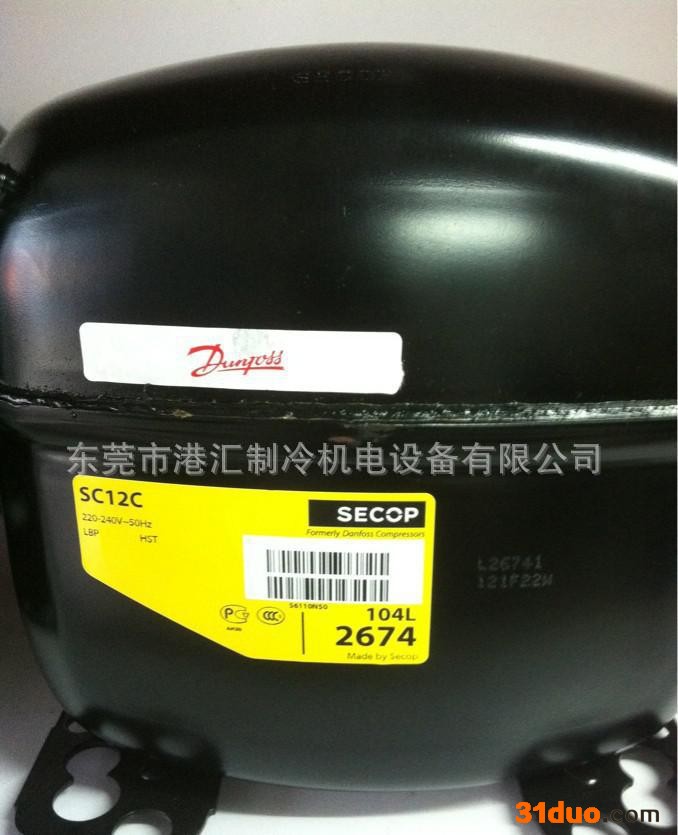 SECOP
Danfoss
东莞市港汇制冷机电设备有限公司
SC12C
SECOP
220-240V~50Hz
Formerly Danfoss Compressors
LBP HST
S6110N50
L26741
121F22W
104L
2674
Made by Secop
31duo.com